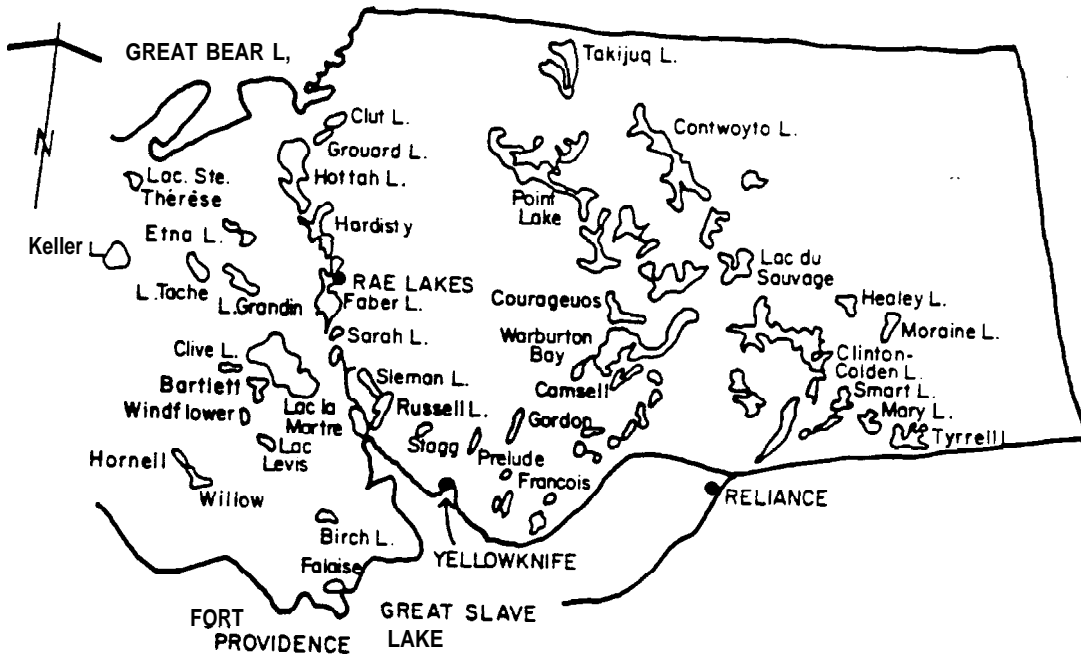 GREAT BEAR L,
Takijuq L.
N
Clut L.
Contwoyto L.
Grouard L.
Lac. Ste.
Thérèse
Hottah L.
Point
Lake
Etna L.
Hardisty
Keller L
Lac du
Sauvage
L. Tache
L. Grandin
RAE LAKES
Faber L.
Courageuos
Healey L.
Moraine L.
Sarah L.
Warburton
Bay
Clive L.
Clinton-
Colden L.
Bartlett
Sleman L.
Camsell
Smart L.
Windflower
Lac la
Martre
Russell L.
Gordon
Mary L.
Tyrrell
Lac
Levis
Stagg
Prelude
Hornell
Willow
Francois
RELIANCE
Birch L.
YELLOWKNIFE
Falaise
FORT
PROVIDENCE
GREAT SLAVE
LAKE